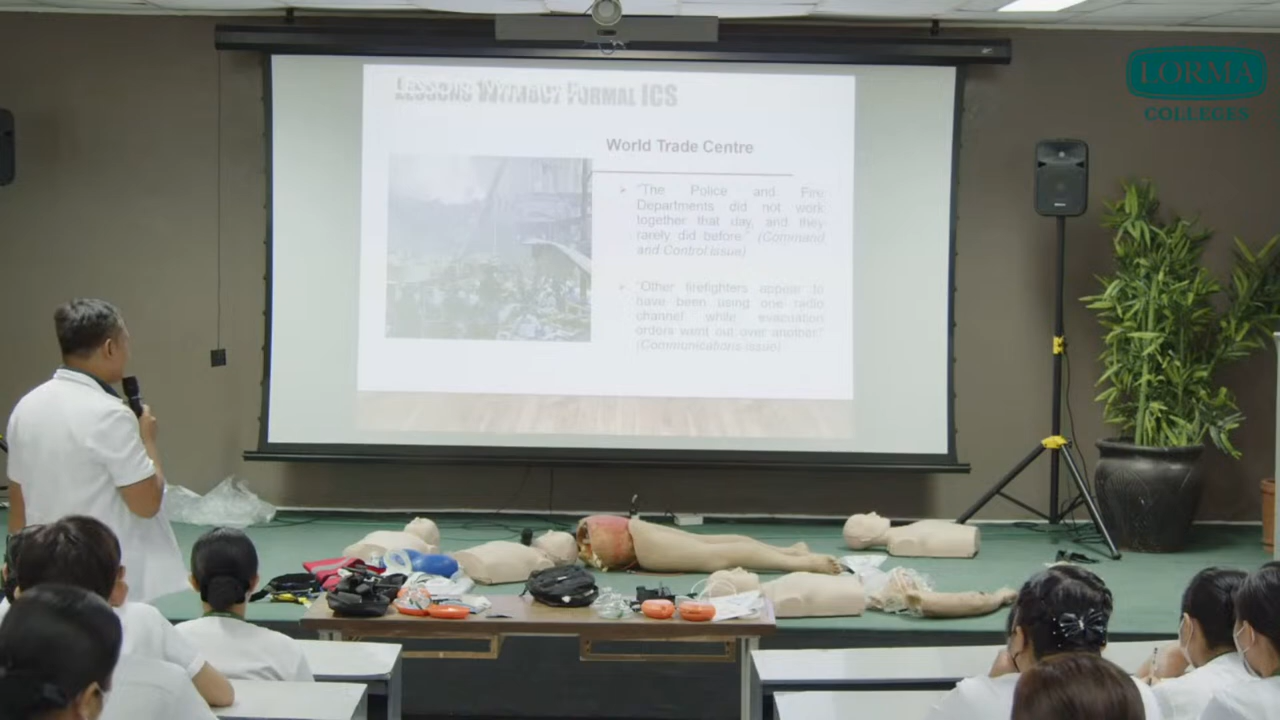 LESSONS WITHOUT FORMAL ICS
LORMA
COLLEGES
World Trade Centre
"The Police and Fire
Departments did not work
together that day, and they
rarely did before." (Command
and Control issue)
"Other firefighters appear to
have been using one radio
channel while evacuation
orders went out over another."
(Communications issue)